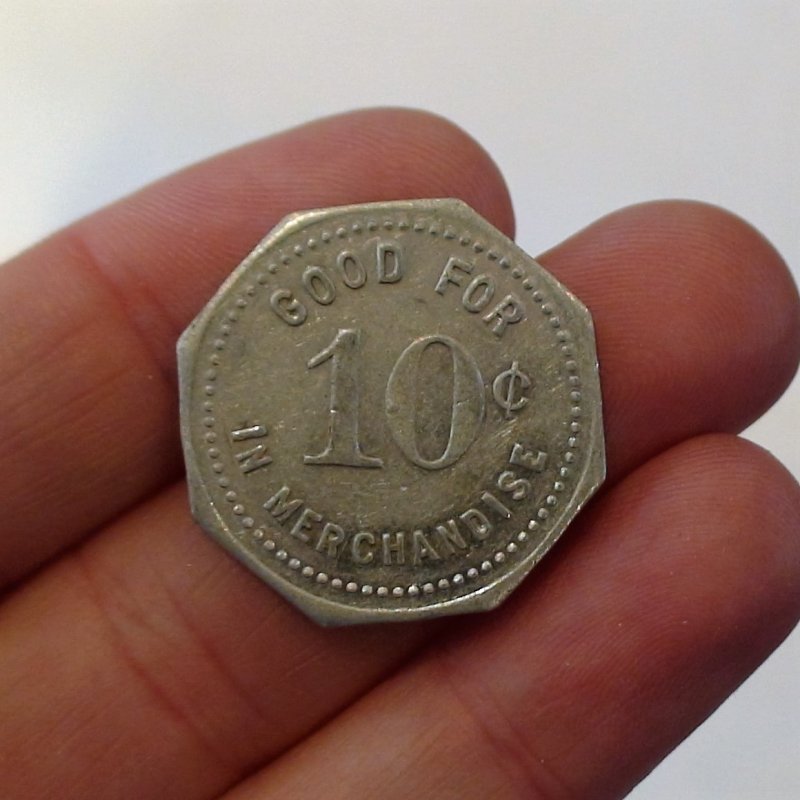 GOOD FOR
10¢
IN MERCHANDISE